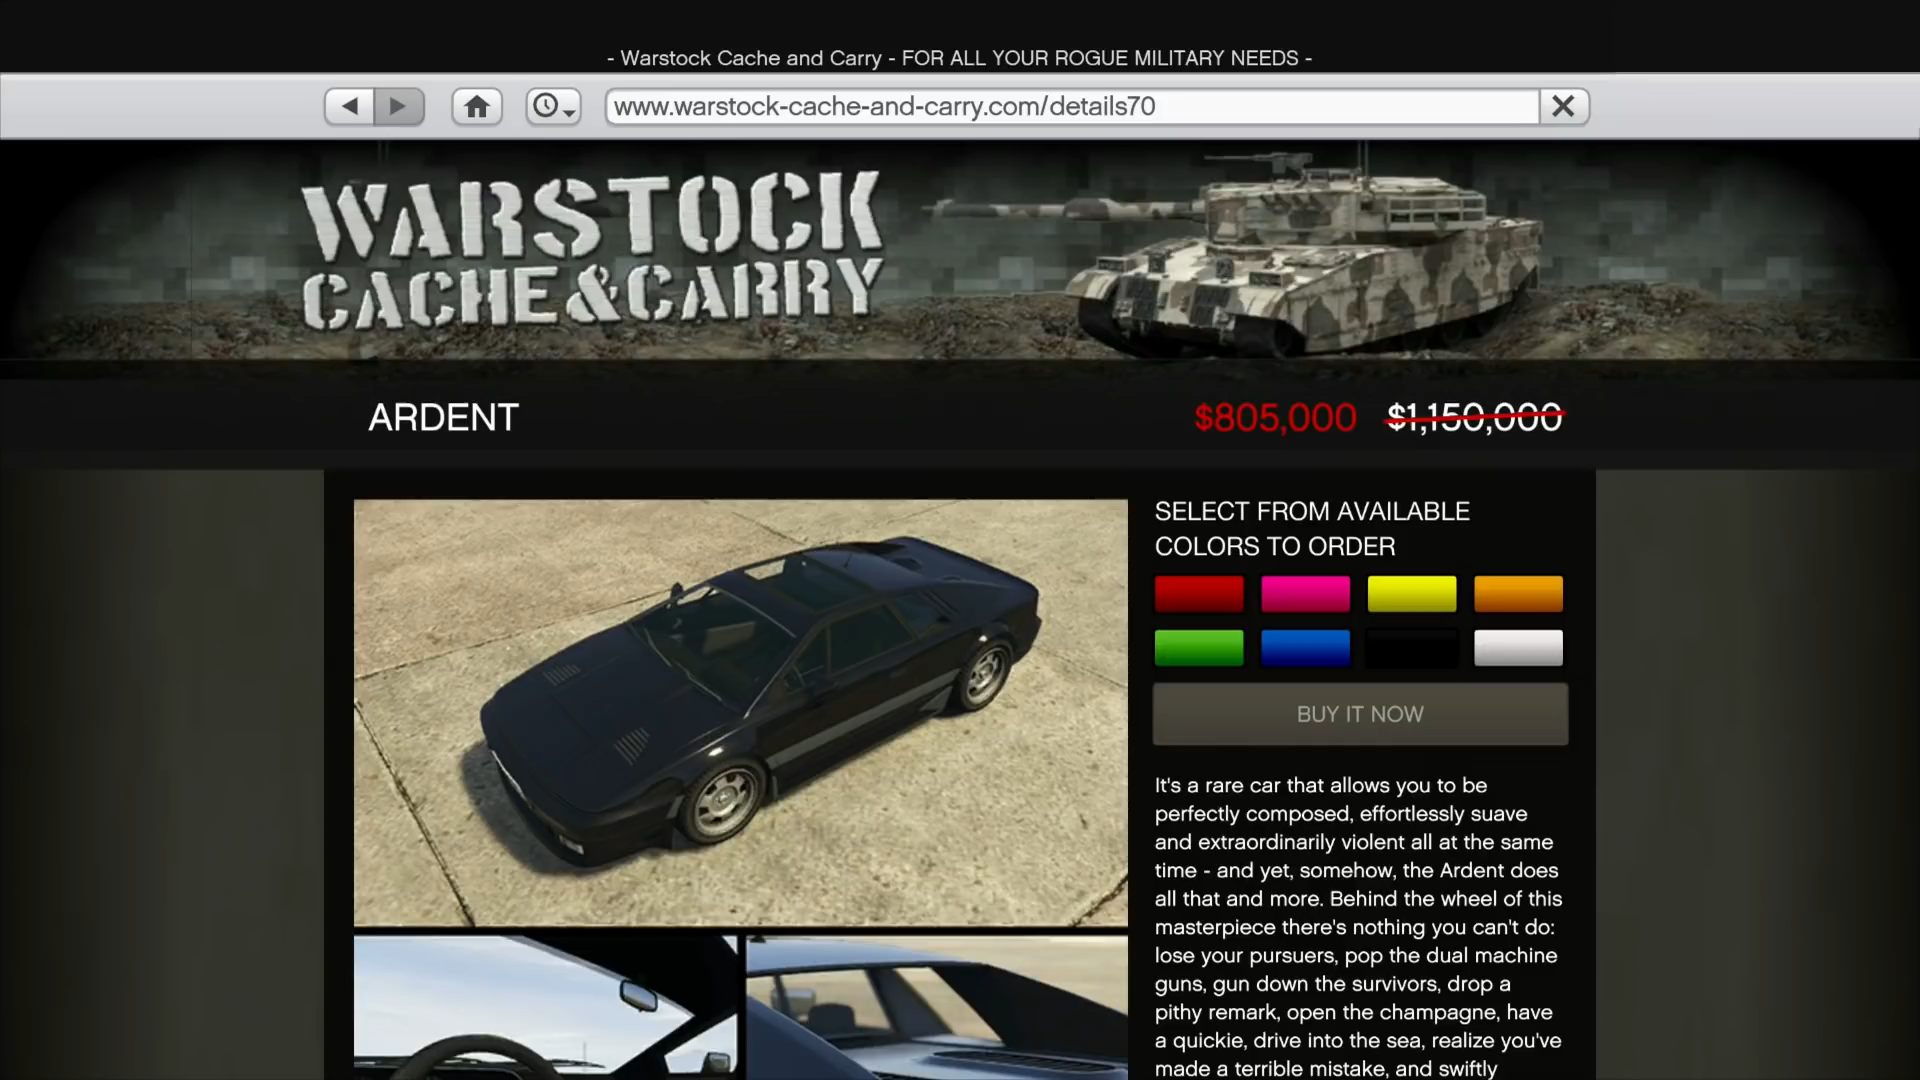 - Warstock Cache and Carry - FOR ALL YOUR ROGUE MILITARY NEEDS -
www.warstock-cache-and-carry.com/details70
WARSTOCK
CACHE&CARRY
ARDENT
$805,000 $1,150,000
SELECT FROM AVAILABLE
COLORS TO ORDER
BUY IT NOW
It's a rare car that allows you to be
perfectly composed, effortlessly suave
and extraordinarily violent all at the same
time - and yet, somehow, the Ardent does
all that and more. Behind the wheel of this
masterpiece there's nothing you can't do:
lose your pursuers, pop the dual machine
guns, gun down the survivors, drop a
pithy remark, open the champagne, have
a quickie, drive into the sea, realize you've
made a terrible mistake, and swiftly